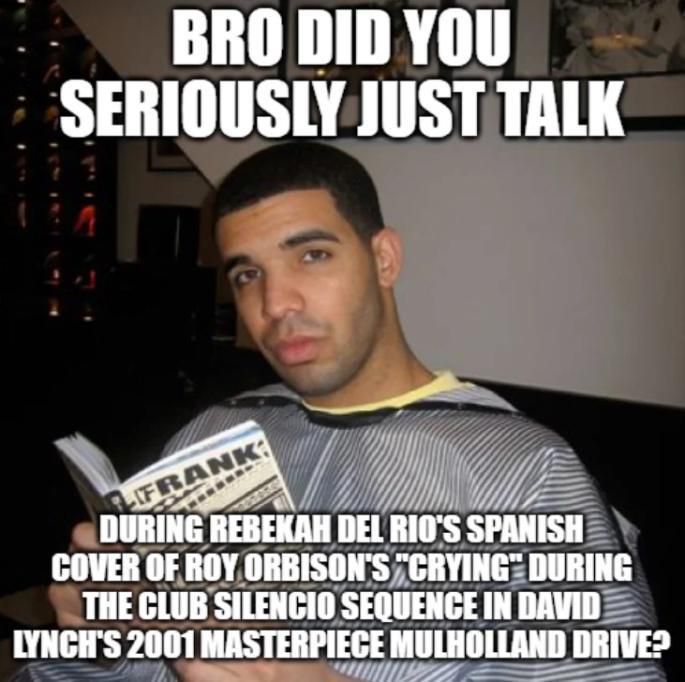 BRO DID YOU
SERIOUSLY JUST TALK
FRANK
DURING REBEKAH DEL RIO'S SPANISH
COVER OF ROY ORBISON'S "CRYING" DURING
THE CLUB SILENCIO SEQUENCE IN DAVID
LYNCH'S 2001 MASTERPIECE MULHOLLAND DRIVE?